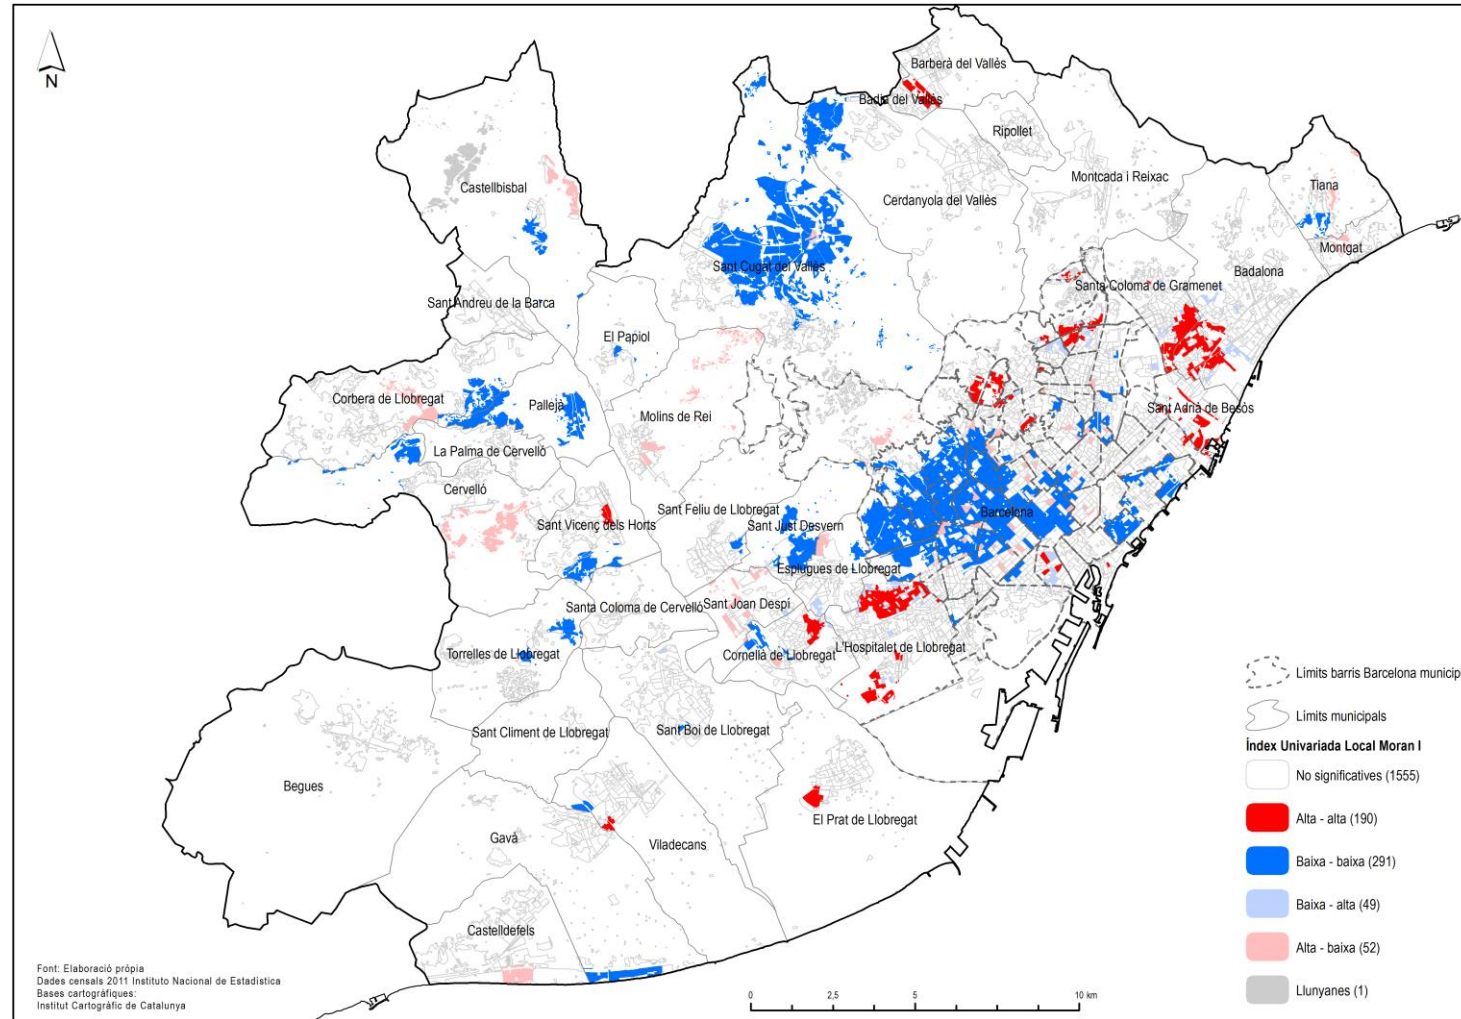 N
Barberà del Vallès
Badia del Vallès
Ripollet
Castellbisbal
Montcada i Reixac
Tiana
Cerdanyola del Vallès
Montgat
Sant Cugat del Vallès
Badalona
Santa Coloma de Gramenet
Sant Andreu de la Barca
El Papiol
Corbera de Llobregat
Pallejà
Molins de Rei
Sant Adrià de Besòs
La Palma de Cervelló
Cervelló
Sant Feliu de Llobregat
Sant Vicenç dels Horts
Sant Just Desvern
Barcelona
Esplugues de Llobregat
Santa Coloma de Cervelló
Sant Joan Despí
Torrelles de Llobregat
Cornellà de Llobregat
L'Hospitalet de Llobregat
Sant Climent de Llobregat
Sant Boi de Llobregat
Begues
El Prat de Llobregat
Gavà
Viladecans
Castelldefels
Límits barris Barcelona municip
Límits municipals
Índex Univariada Local Moran I
No significatives (1555)
Alta - alta (190)
Baixa - baixa (291)
Baixa - alta (49)
Alta - baixa (52)
Llunyanes (1)
Font: Elaboració pròpia
Dades censals 2011 Instituto Nacional de Estadística
Bases cartogràfiques:
Institut Cartogràfic de Catalunya
0 2,5 5 10 km